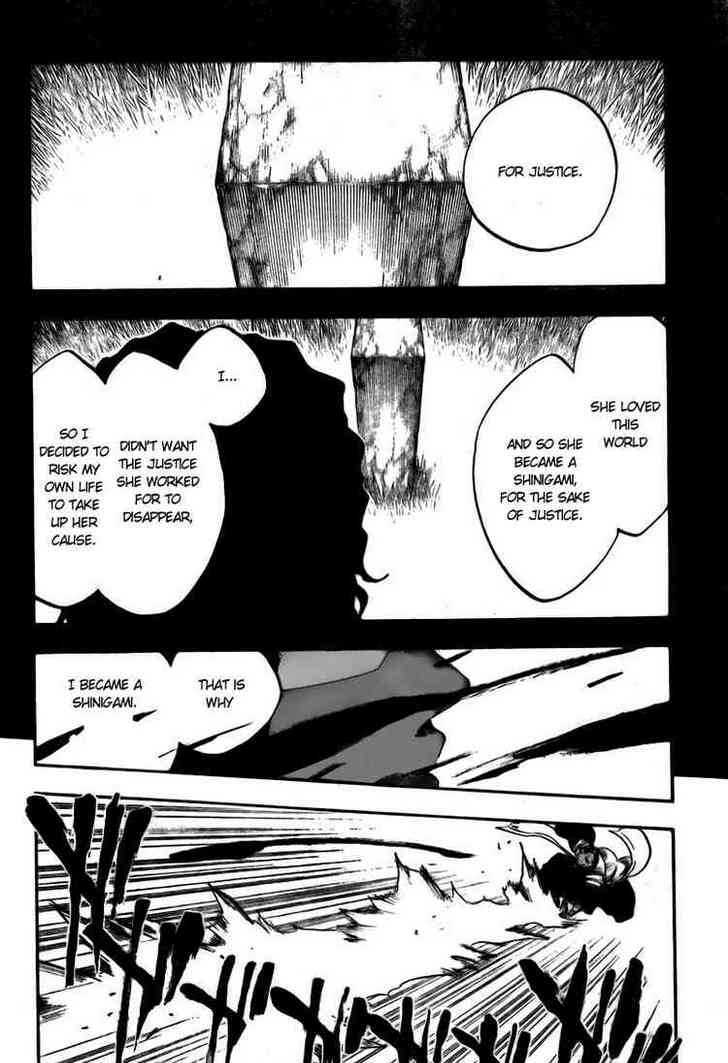 FOR JUSTICE.
SHE LOVED
THIS
WORLD
AND SO SHE
BECAME A
SHINIGAMI,
FOR THE SAKE
OF JUSTICE.
I...
DIDN'T WANT
THE JUSTICE
SHE WORKED
FOR TO
DISAPPEAR,
SO I
DECIDED TO
RISK MY
OWN LIFE
TO TAKE
UP HER
CAUSE.
THAT IS
WHY
I BECAME A
SHINIGAMI.